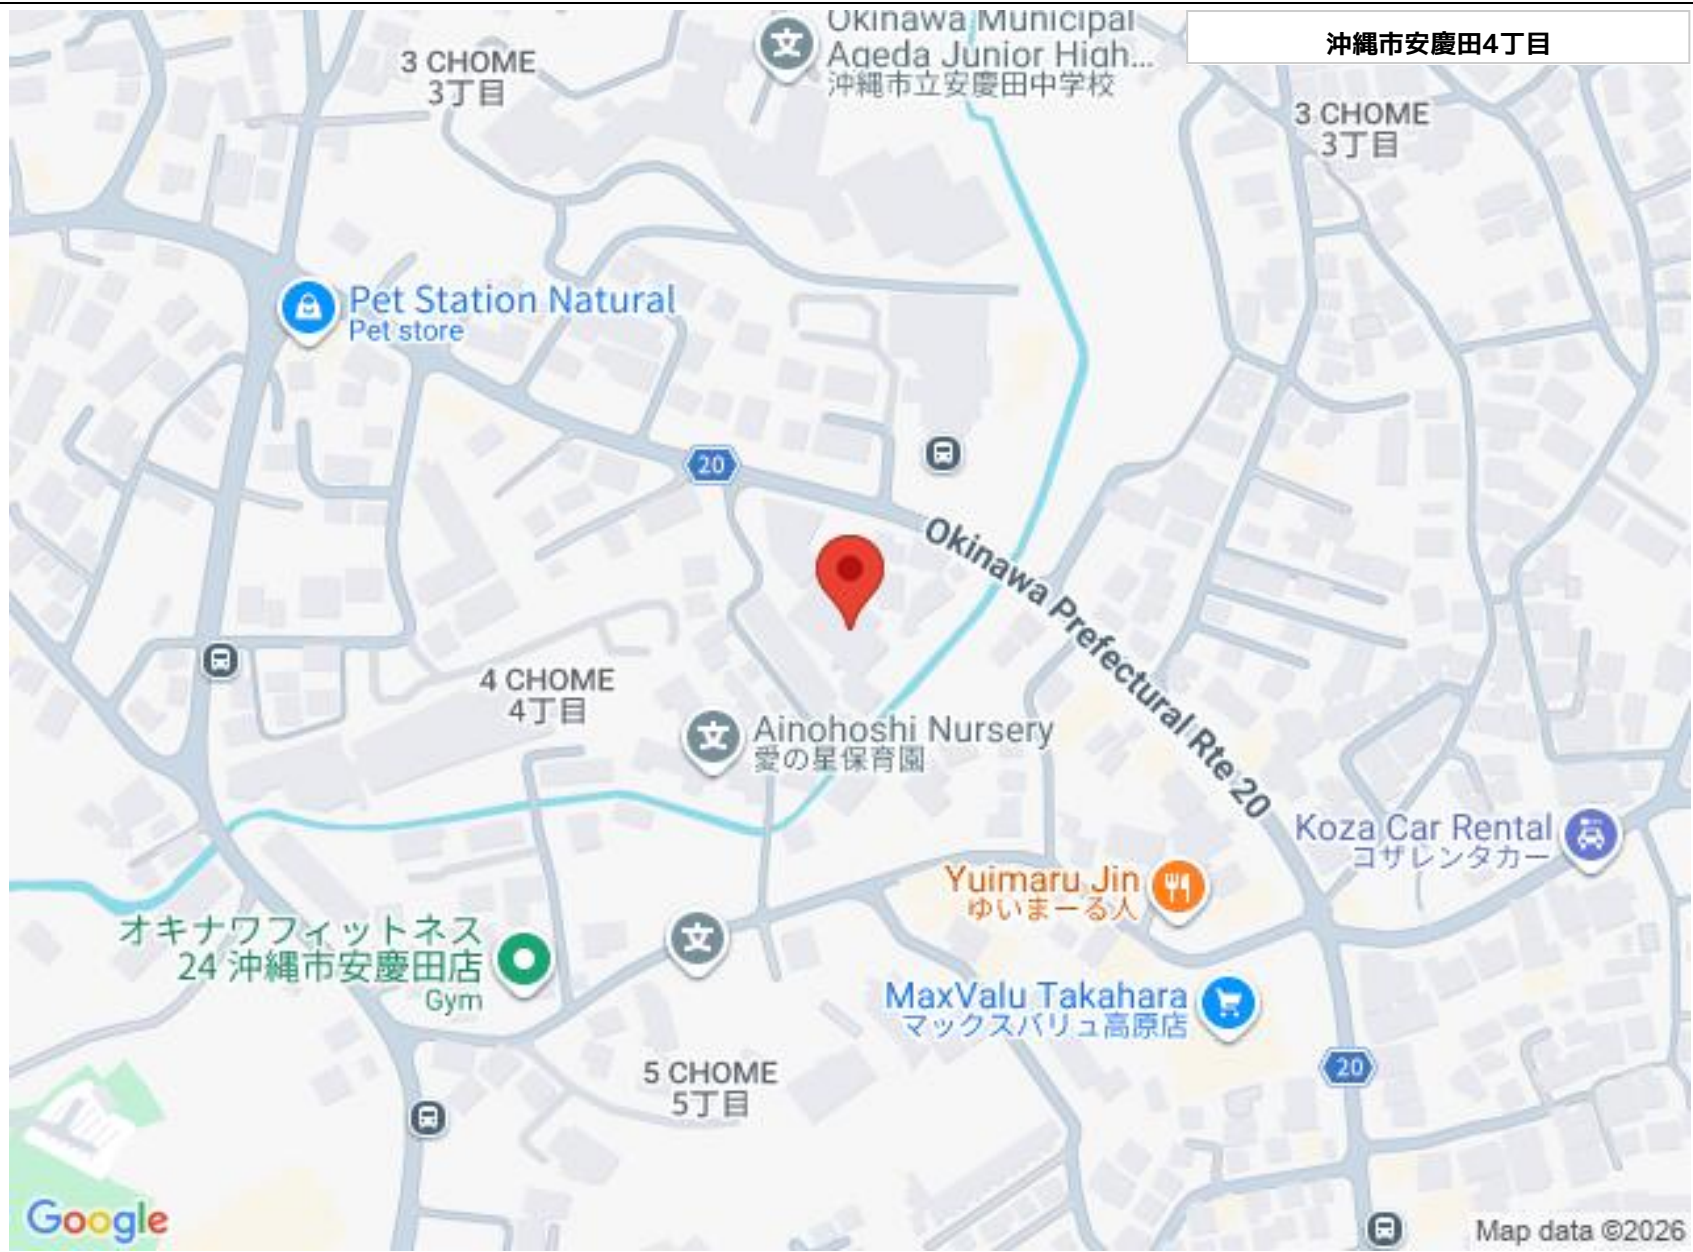 Okinawa Municipal
Ageda Junior High...
沖縄市立安慶田中学校
沖縄市安慶田4丁目
3 CHOME
3丁目
3 CHOME
3丁目
Pet Station Natural
Pet store
20
Okinawa Prefectural Rte 20
4 CHOME
4丁目
文
Ainohoshi Nursery
愛の星保育園
Koza Car Rental
コザレンタカー
Yuimaru Jin
ゆいまーる人
オキナワフィットネス
24 沖縄市安慶田店
Gym
文
MaxValu Takahara
マックスバリュ高原店
5 CHOME
5丁目
20
文
Google
Map data ©2026